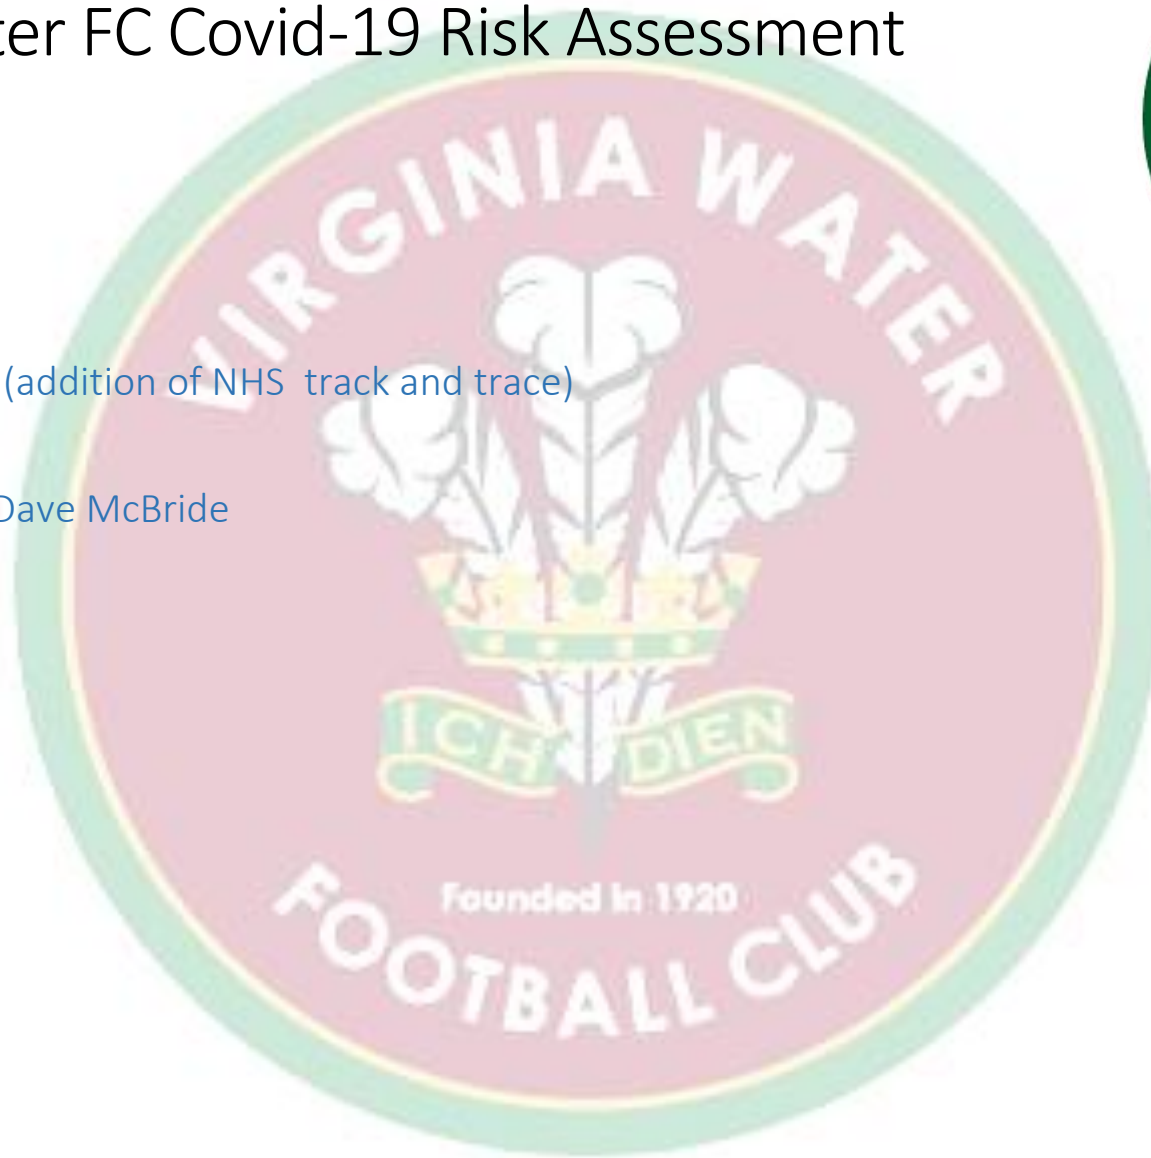 ter FC Covid-19 Risk Assessment
VIRGINIA WATER
(addition of NHS  track and trace)
Dave McBride
ICH DIEN
Founded in 1920
FOOTBALL CLUB